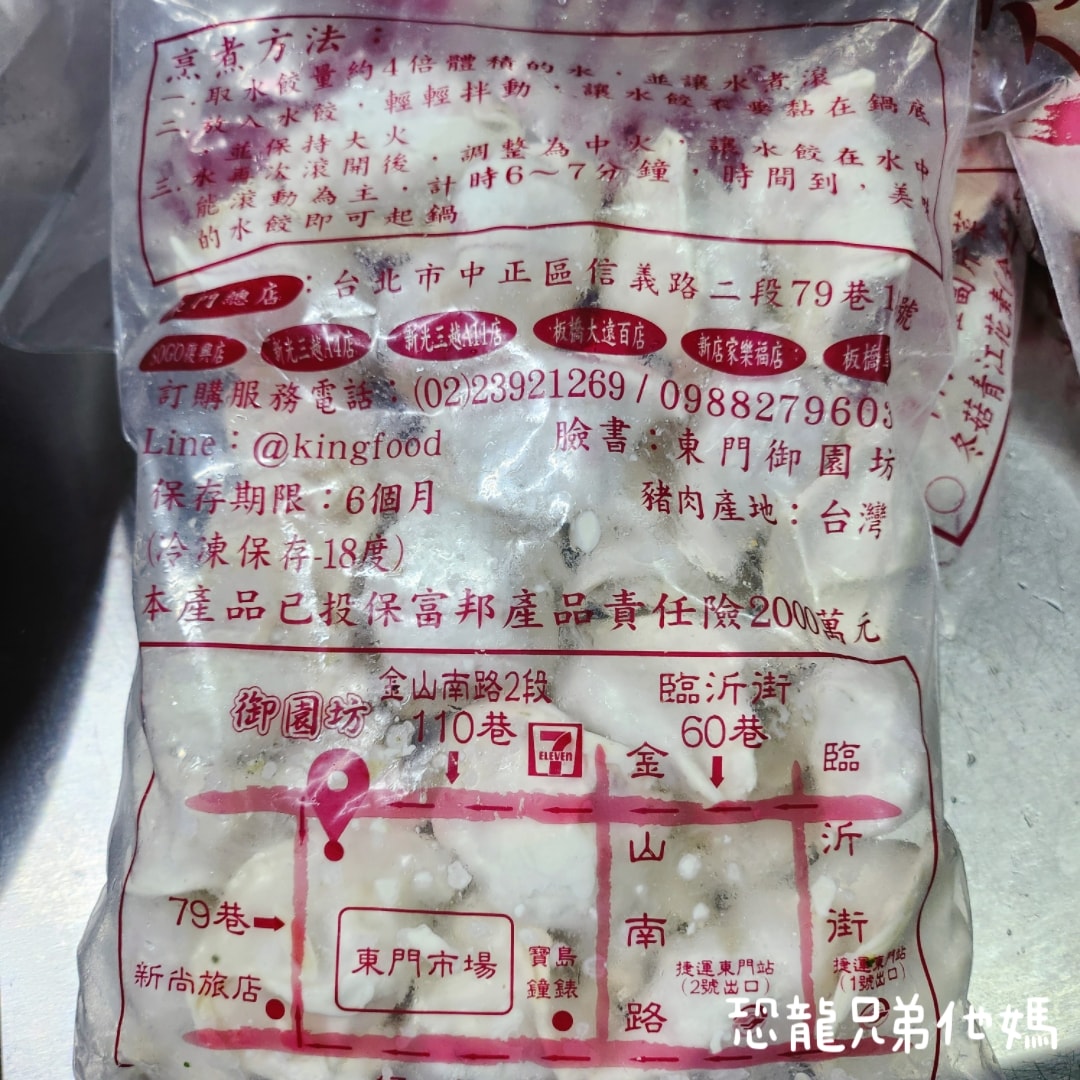 烹煮方法：
一.取水餃量約4倍體積的水，並讓水煮滾
二.放入水餃，輕輕拌動，讓水餃不要黏在鍋底
，並保持大火
三.水再次滾開後，調整為中火，讓水餃在水中
能滾動為主，計時6～7分鐘，時間到，美味
的水餃即可起鍋
門總店：台北市中正區信義路二段79巷1號
SOGO復興店 新光三越A4店 新光三越A11店 板橋大遠百店 新店家樂福店 板橋
訂購服務電話：(02)23921269 / 0988279603
Line：@kingfood 臉書：東門御園坊
保存期限：6個月 豬肉產地：台灣
(冷凍保存-18度)
本產品已投保富邦產品責任險2000萬元
御園坊
金山南路2段
110巷
7 ELEVEN
臨沂街
60巷
金山南路
臨沂街
79巷
新尚旅店
東門市場
寶島
鐘錶
捷運東門站
(2號出口)
捷運東門站
(1號出口)
冬菇青江花素
恐龍兄弟他媽